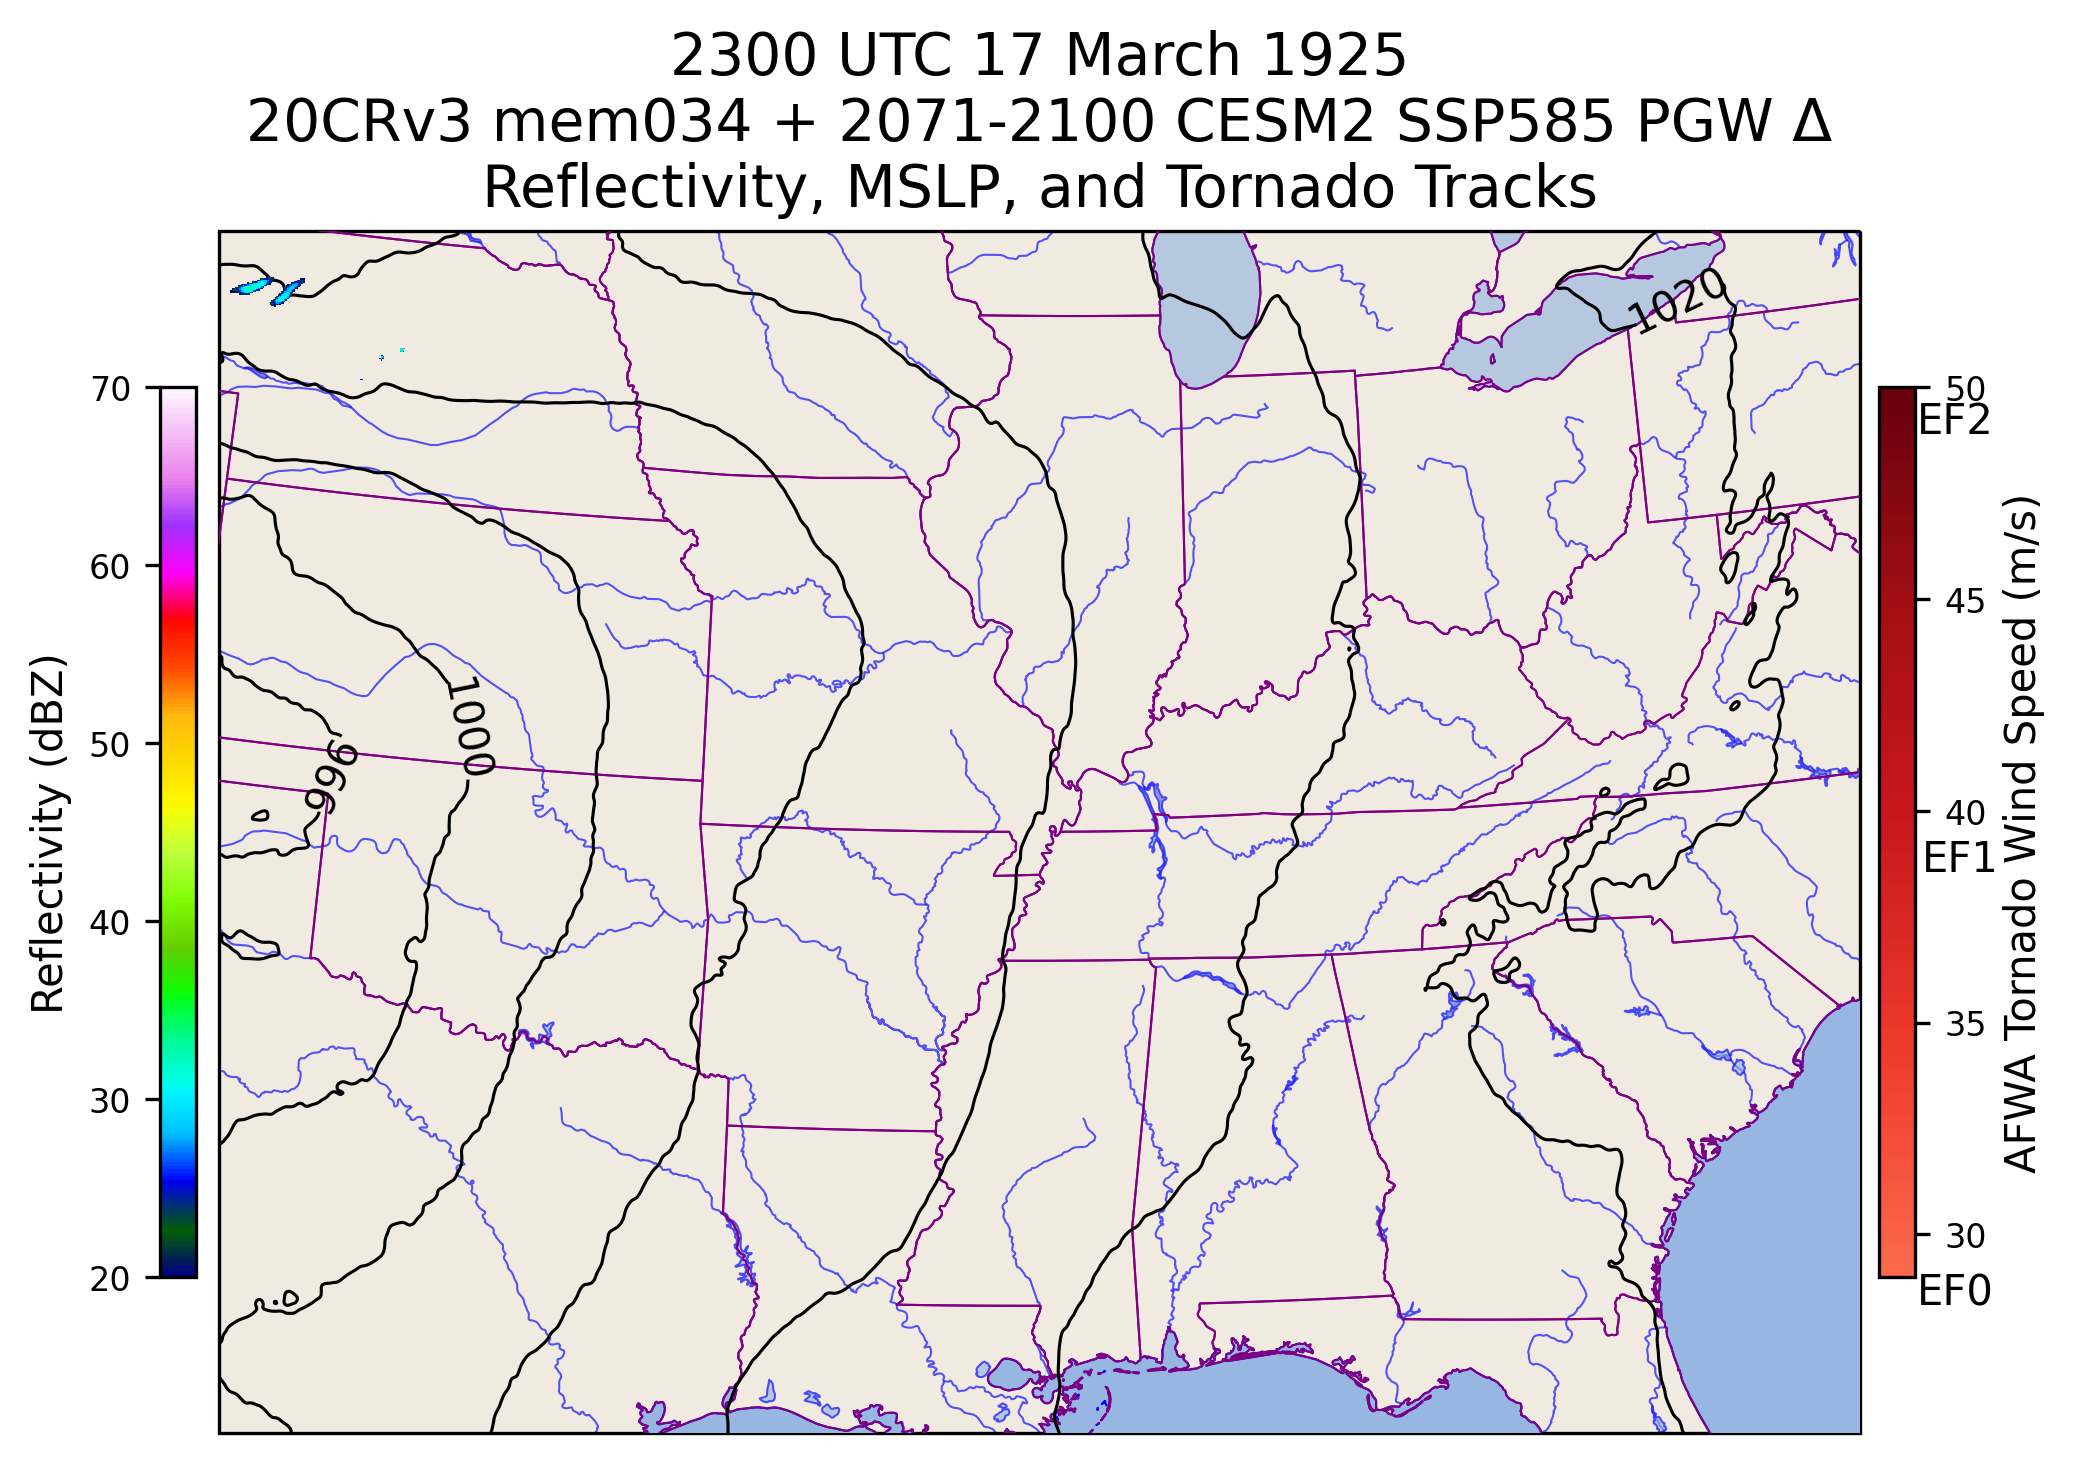 2300 UTC 17 March 1925
20CRv3 mem034 + 2071-2100 CESM2 SSP585 PGW Δ
Reflectivity, MSLP, and Tornado Tracks
70
60
50
40
30
20
Reflectivity (dBZ)
1020
1000
996
50
EF2
45
40
EF1
35
30
EF0
AFWA Tornado Wind Speed (m/s)